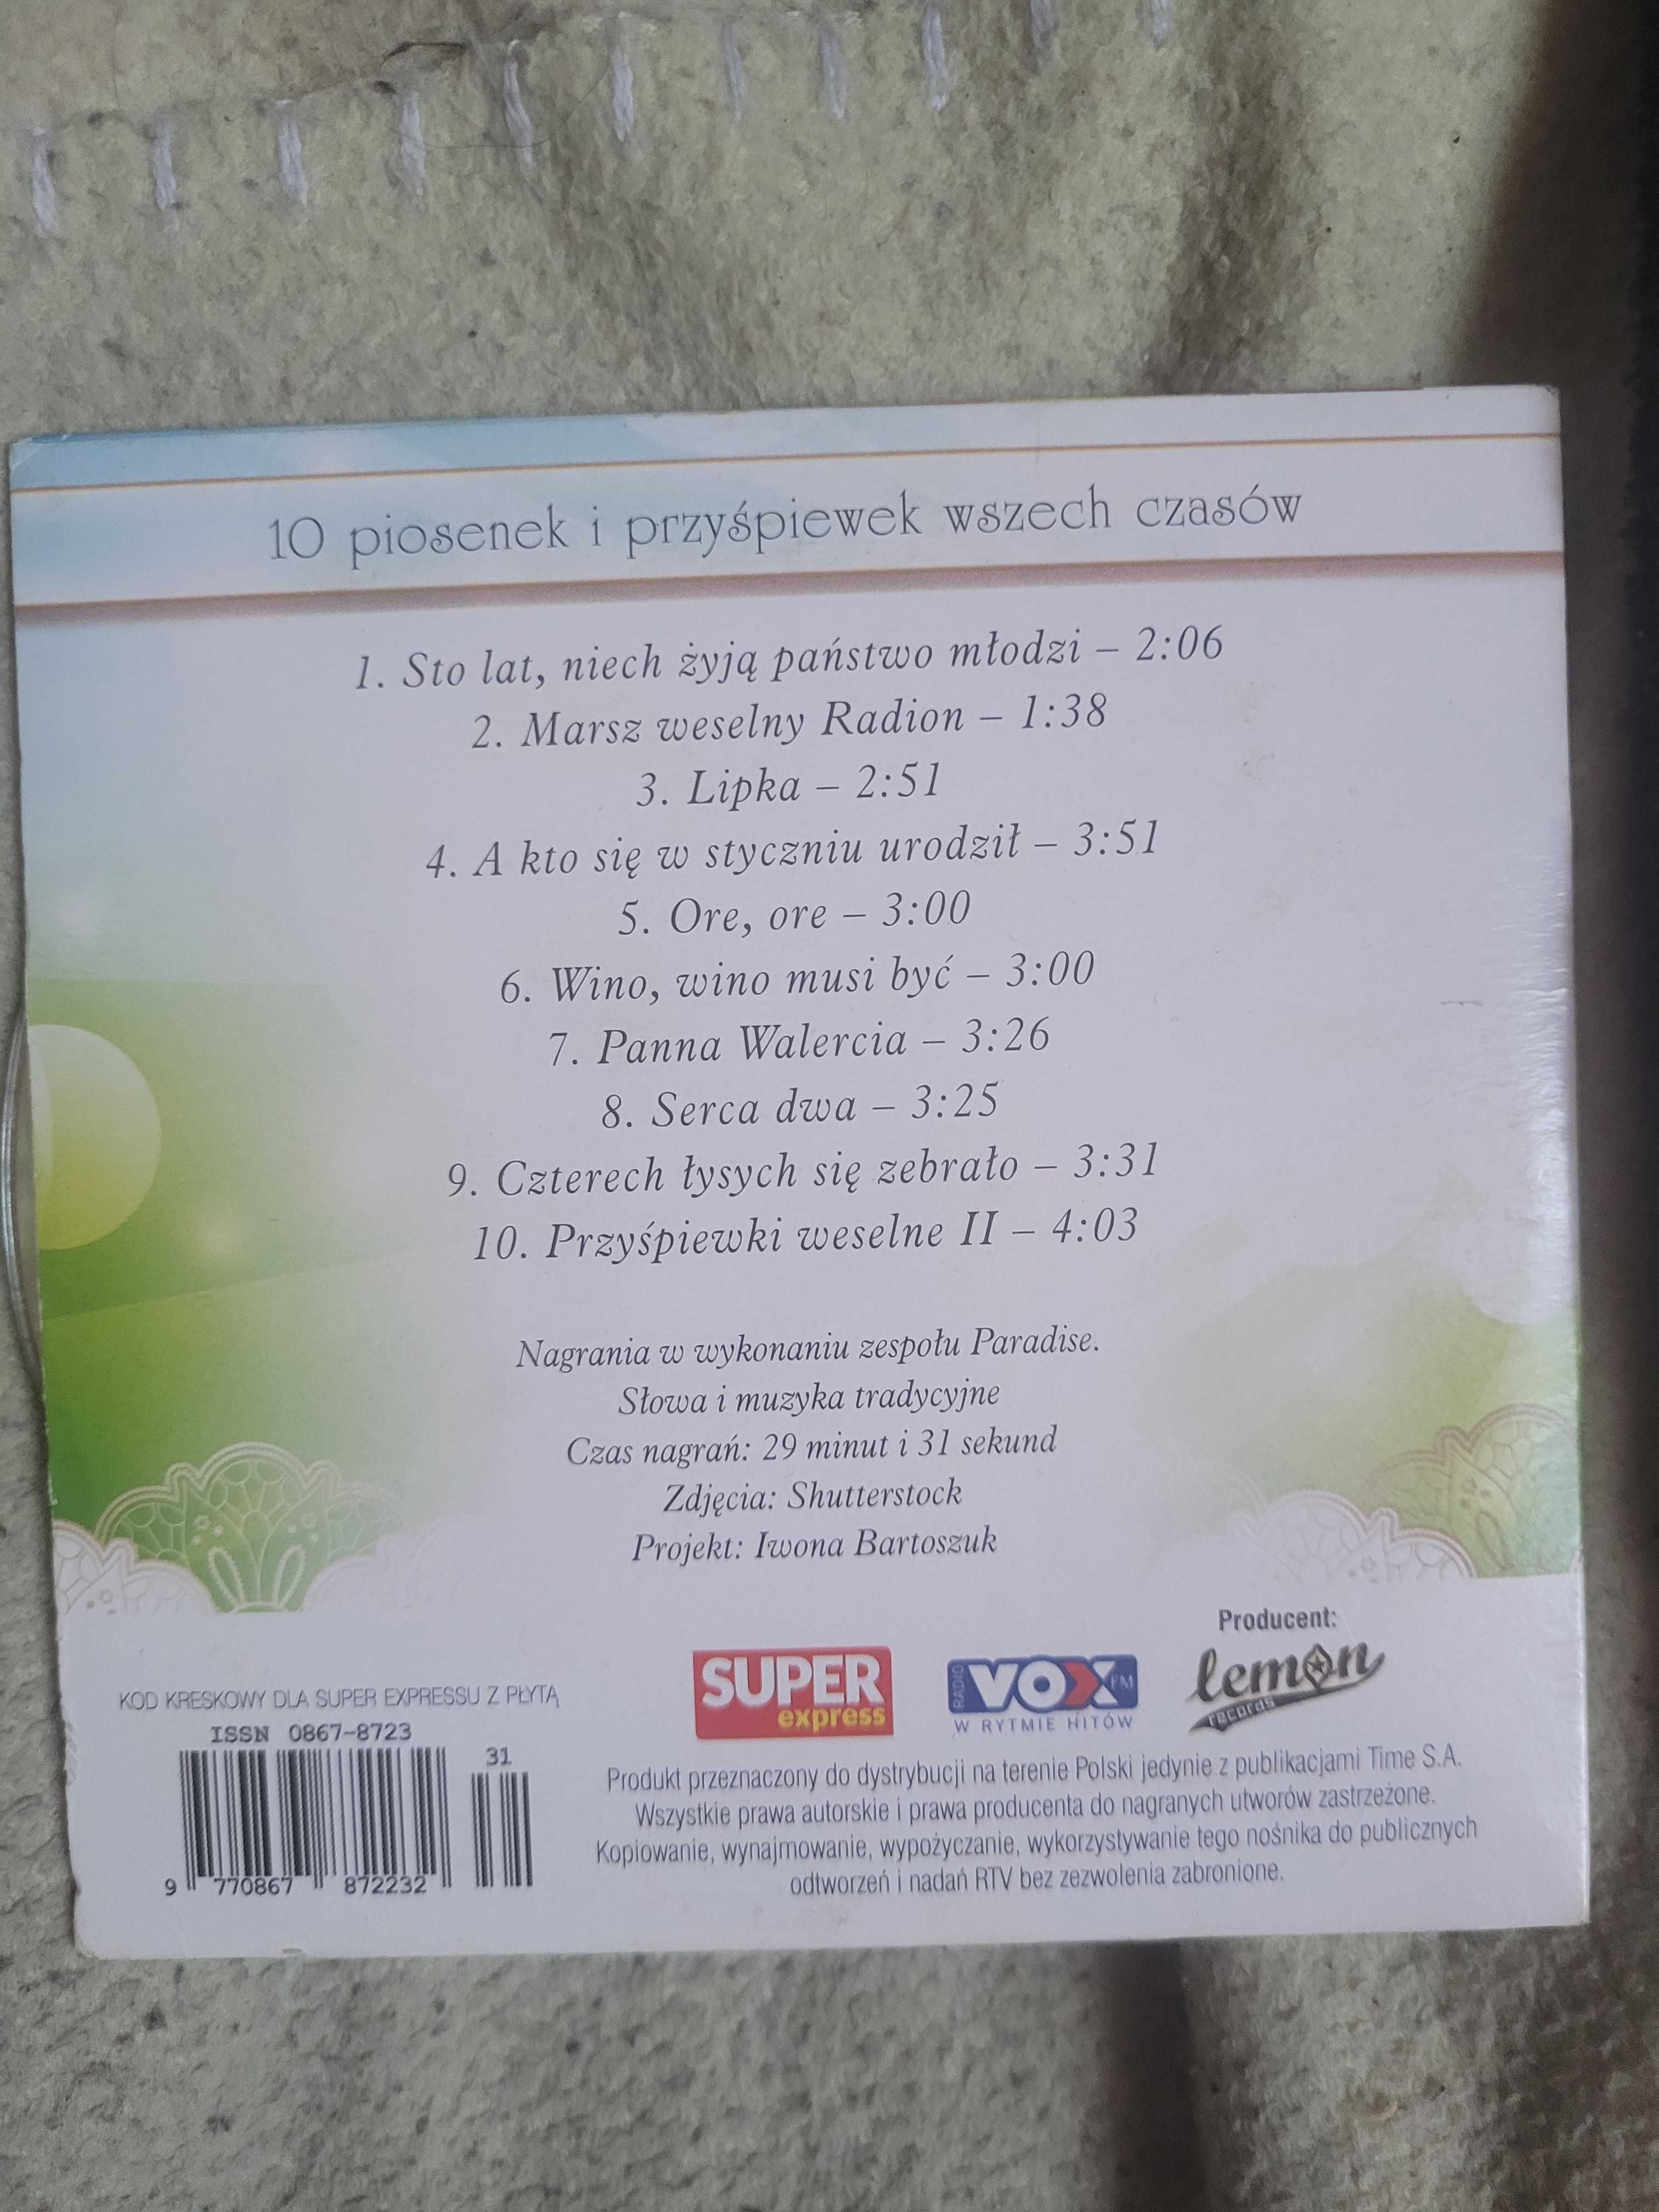 10 piosenek i przyśpiewek wszech czasów
1. Sto lat, niech żyją państwo młodzi – 2:06
2. Marsz weselny Radion – 1:38
3. Lipka – 2:51
4. A kto się w styczniu urodził – 3:51
5. Ore, ore – 3:00
6. Wino, wino musi być – 3:00
7. Panna Walercia – 3:26
8. Serca dwa – 3:25
9. Czterech łysych się zebrało – 3:31
10. Przyśpiewki weselne II – 4:03
Nagrania w wykonaniu zespołu Paradise.
Słowa i muzyka tradycyjne
Czas nagrań: 29 minut i 31 sekund
Zdjęcia: Shutterstock
Projekt: Iwona Bartoszuk
KOD KRESKOWY DLA SUPER EXPRESSU Z PŁYTĄ
ISSN 0867-8723
31
9 770867 872232
SUPER
express
RADIO VOX FM
W RYTMIE HITÓW
Producent:
lemon
records
Produkt przeznaczony do dystrybucji na terenie Polski jedynie z publikacjami Time S.A.
Wszystkie prawa autorskie i prawa producenta do nagranych utworów zastrzeżone.
Kopiowanie, wynajmowanie, wypożyczanie, wykorzystywanie tego nośnika do publicznych
odtworzeń i nadań RTV bez zezwolenia zabronione.